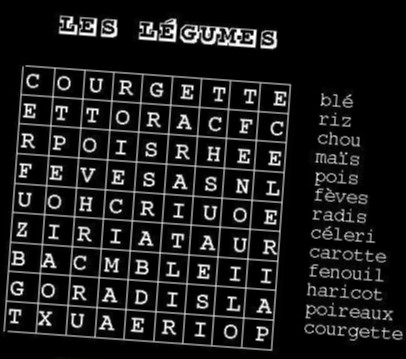 LES LÉGUMES
C O U R G E T T E
E T T O R A C F C
R P O I S R H E E
F E V E S A S N L
U O H C R I U O E
Z I R I A T A U R
B A C M B L E I I
G O R A D I S L A
T X U A E R I O P
blé
riz
chou
maïs
pois
fèves
radis
céleri
carotte
fenouil
haricot
poireaux
courgette